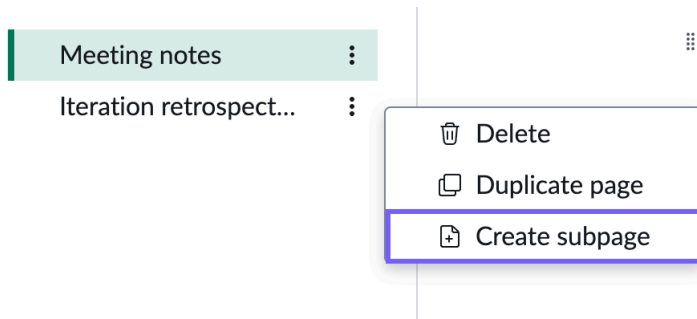 Meeting notes
Iteration retrospect...
Delete
Duplicate page
Create subpage